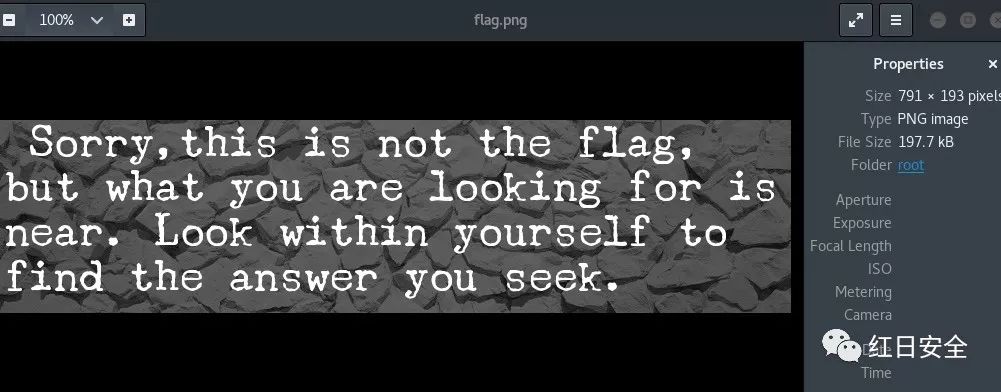 100%
flag.png
Sorry,this is not the flag,
but what you are looking for is
near. Look within yourself to
find the answer you seek.
Properties
Size 791 × 193 pixels
Type PNG image
File Size 197.7 kB
Folder root
Aperture
Exposure
Focal Length
ISO
Metering
Camera
Date
Time
红日安全